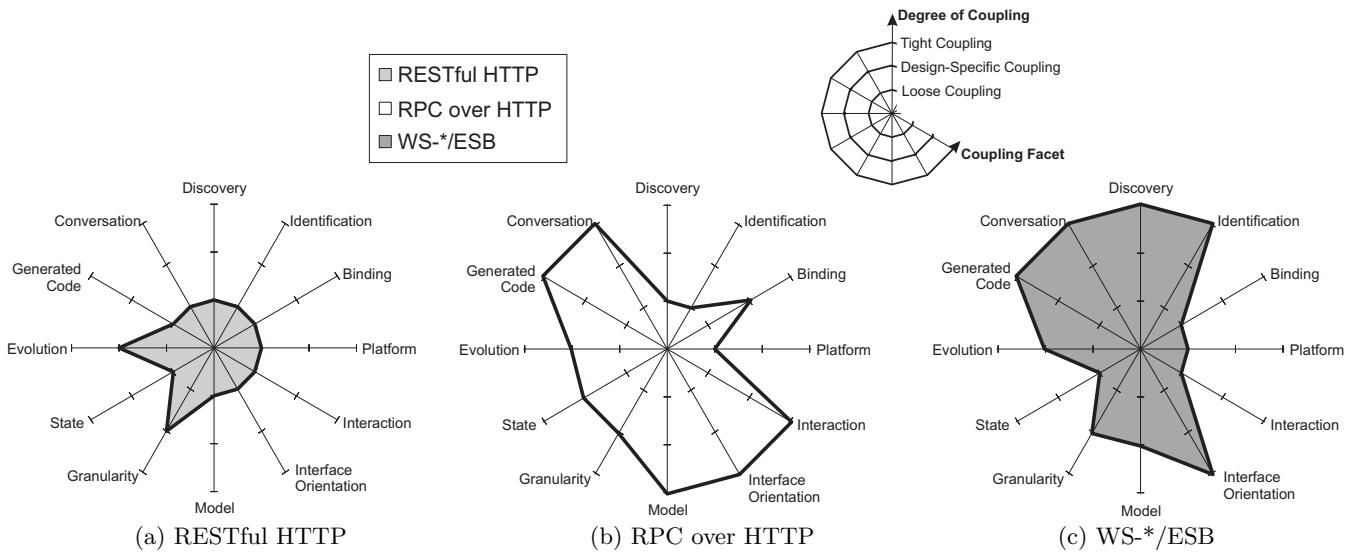 Degree of Coupling
Tight Coupling
Design-Specific Coupling
Loose Coupling
Coupling Facet
RESTful HTTP
RPC over HTTP
WS-*/ESB
Discovery
Conversation
Identification
Generated
Code
Binding
Evolution
Platform
State
Interaction
Granularity
Interface
Orientation
Model
(a) RESTful HTTP
Discovery
Conversation
Identification
Generated
Code
Binding
Evolution
Platform
State
Interaction
Granularity
Interface
Orientation
Model
(b) RPC over HTTP
Discovery
Conversation
Identification
Generated
Code
Binding
Evolution
Platform
State
Interaction
Granularity
Interface
Orientation
Model
(c) WS-*/ESB